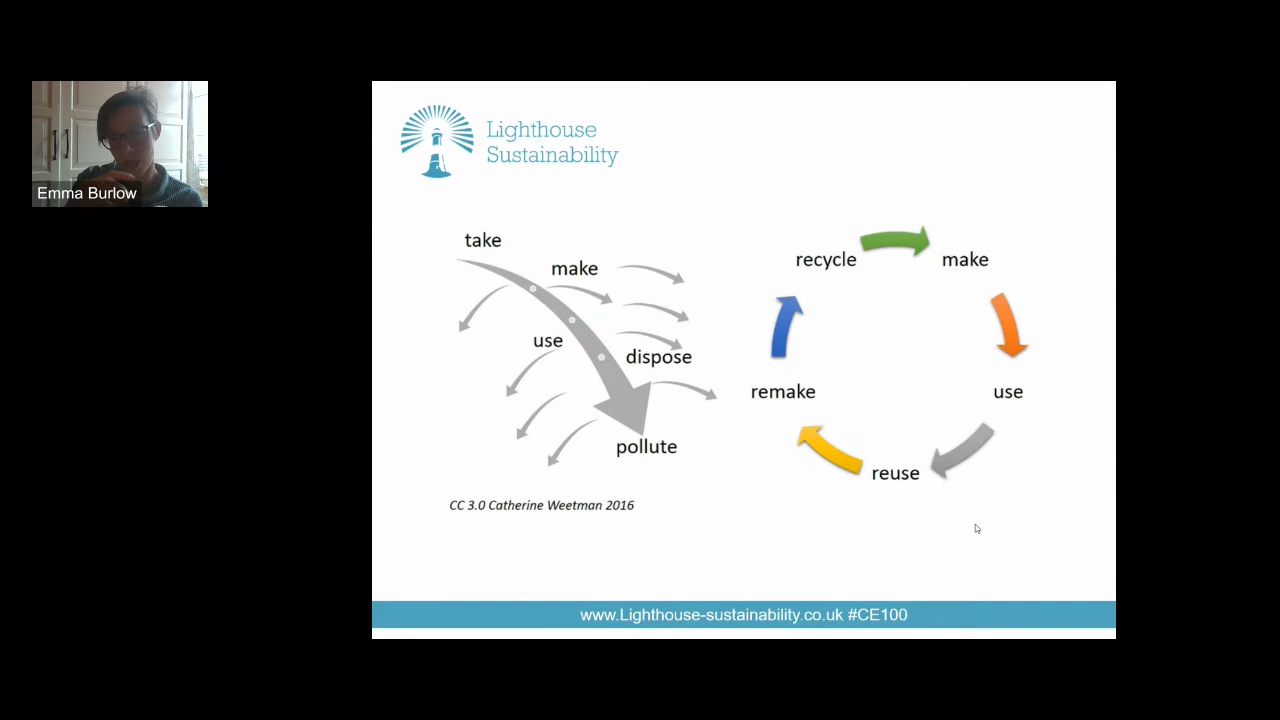 Emma Burlow
Lighthouse
Sustainability
take
make
use
dispose
pollute
CC 3.0 Catherine Weetman 2016
recycle
make
use
reuse
remake
www.Lighthouse-sustainability.co.uk #CE100